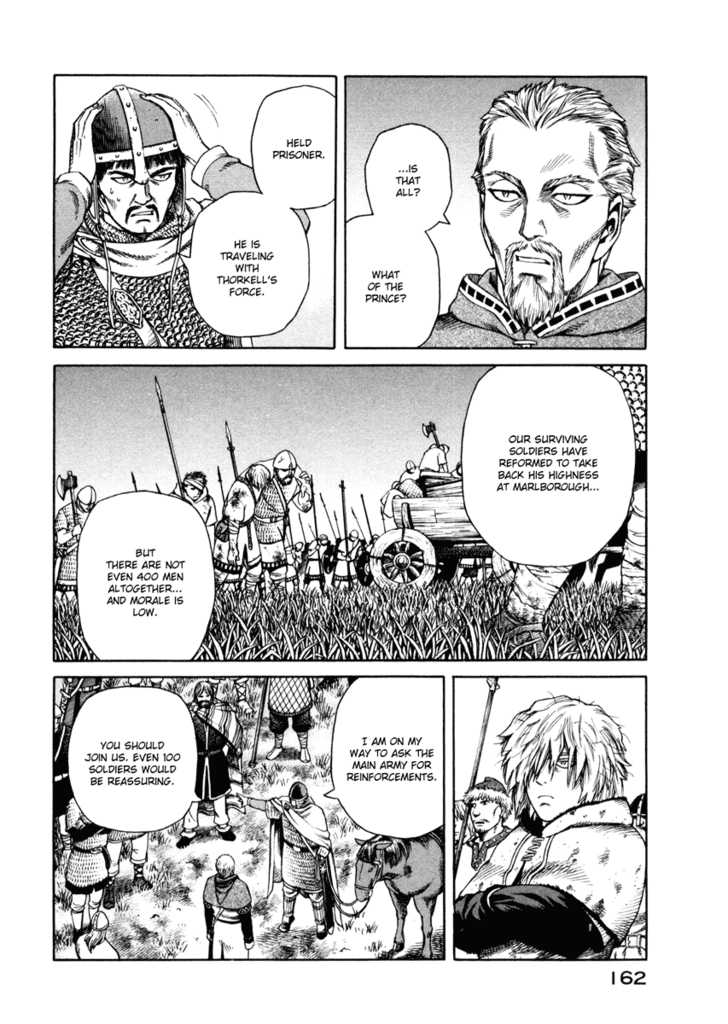 ...IS
THAT
ALL?
WHAT
OF THE
PRINCE?
HELD
PRISONER.
HE IS
TRAVELING
WITH
THORKELL'S
FORCE.
OUR SURVIVING
SOLDIERS HAVE
REFORMED TO TAKE
BACK HIS HIGHNESS
AT MARLBOROUGH...
BUT
THERE ARE NOT
EVEN 400 MEN
ALTOGETHER...
AND MORALE IS
LOW.
I AM ON MY
WAY TO ASK THE
MAIN ARMY FOR
REINFORCEMENTS.
YOU SHOULD
JOIN US. EVEN 100
SOLDIERS WOULD
BE REASSURING.
162